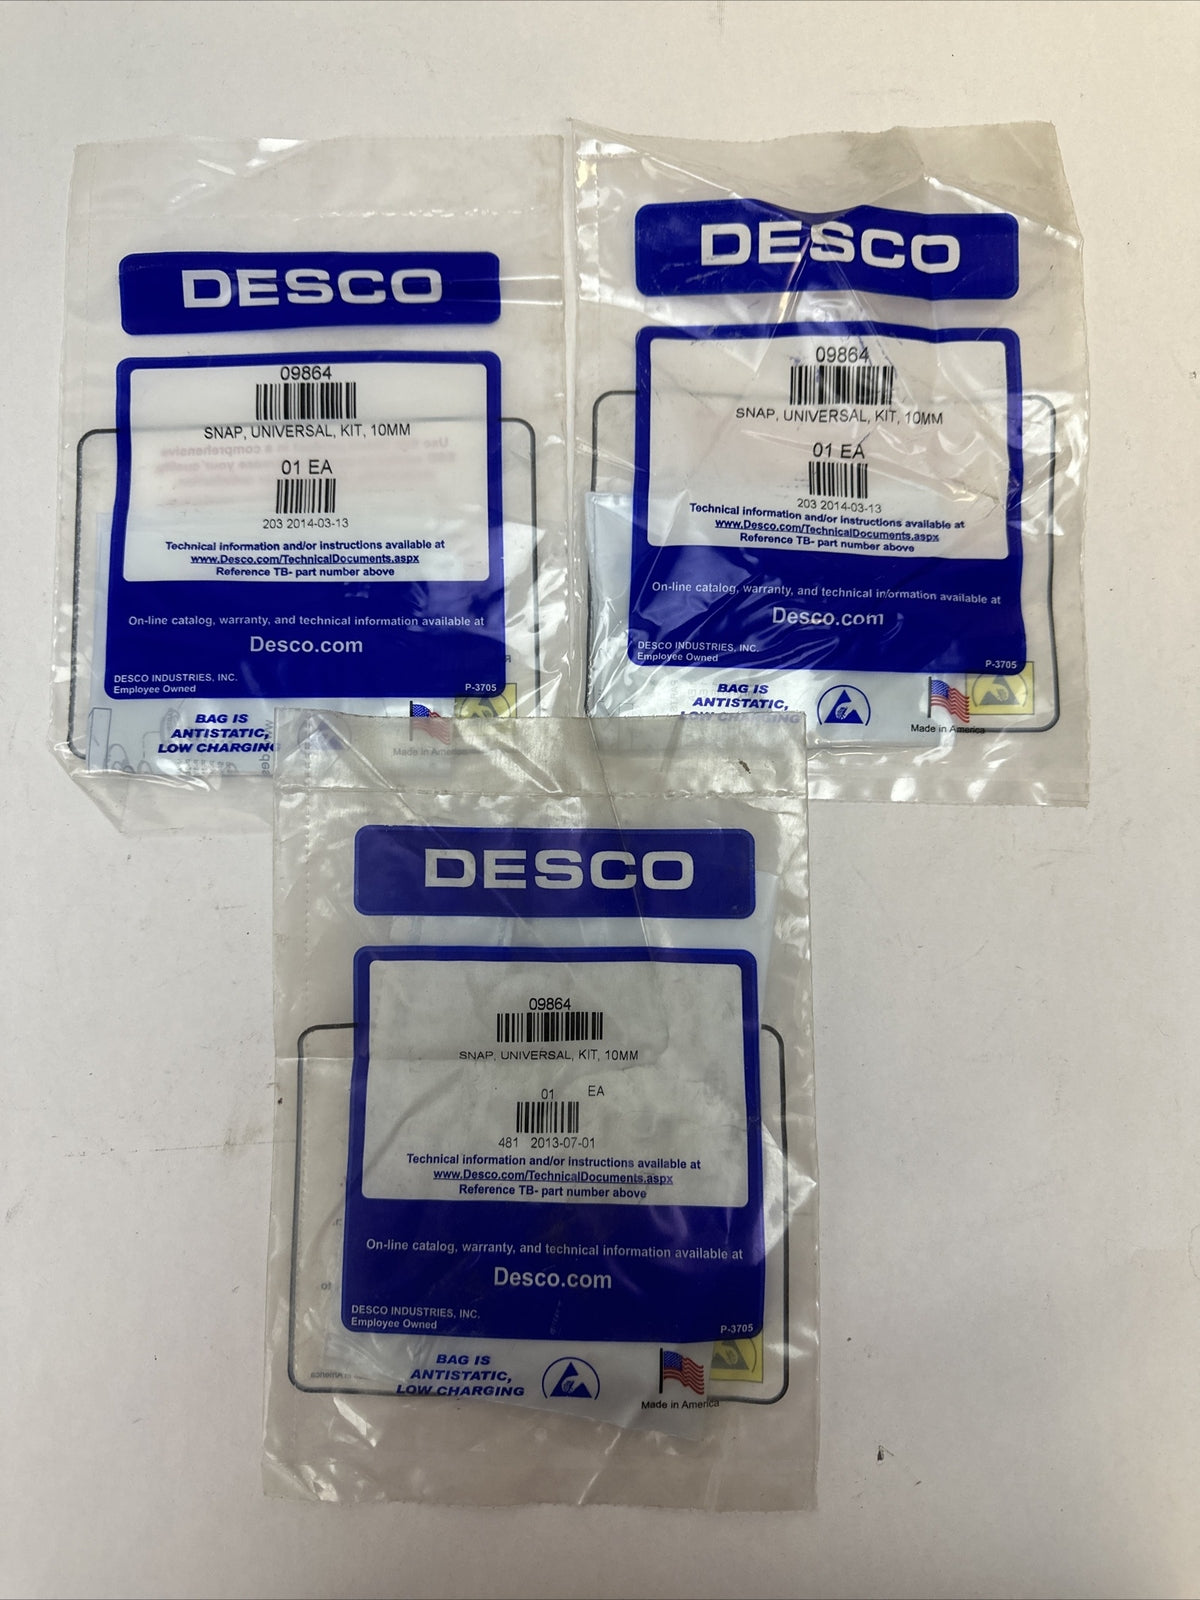 DESCO
09864
SNAP, UNIVERSAL, KIT, 10MM
01 EA
203 2014-03-13
Technical information and/or instructions available at
www.Desco.com/TechnicalDocuments.aspx
Reference TB- part number above
On-line catalog, warranty, and technical information available at
Desco.com
DESCO INDUSTRIES, INC.
Employee Owned
P-3705
BAG IS
ANTISTATIC,
LOW CHARGING
Made in America
DESCO
09864
SNAP, UNIVERSAL, KIT, 10MM
01 EA
203 2014-03-13
Technical information and/or instructions available at
www.Desco.com/TechnicalDocuments.aspx
Reference TB- part number above
On-line catalog, warranty, and technical information available at
Desco.com
DESCO INDUSTRIES, INC.
Employee Owned
P-3705
BAG IS
ANTISTATIC,
LOW CHARGING
Made in America
DESCO
09864
SNAP, UNIVERSAL, KIT, 10MM
01 EA
481 2013-07-01
Technical information and/or instructions available at
www.Desco.com/TechnicalDocuments.aspx
Reference TB- part number above
On-line catalog, warranty, and technical information available at
Desco.com
DESCO INDUSTRIES, INC.
Employee Owned
P-3705
BAG IS
ANTISTATIC,
LOW CHARGING
Made in America